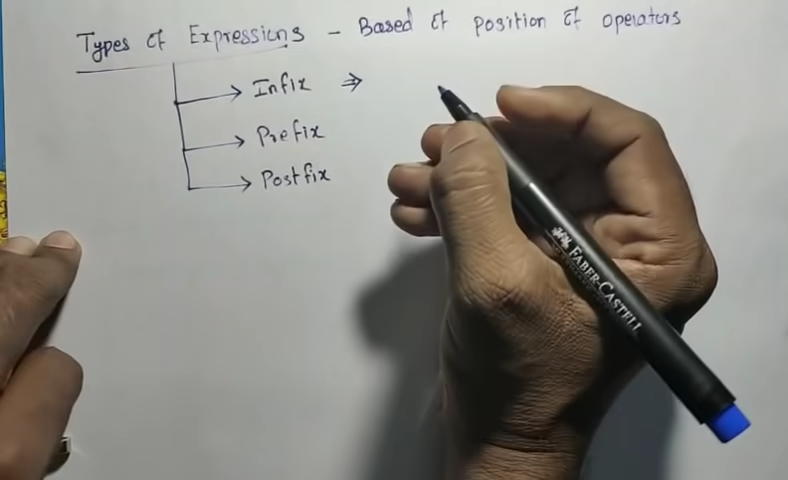 Types of Expressions - Based of position of operators
Infix ⇒
Prefix
Postfix
FABER-CASTELL